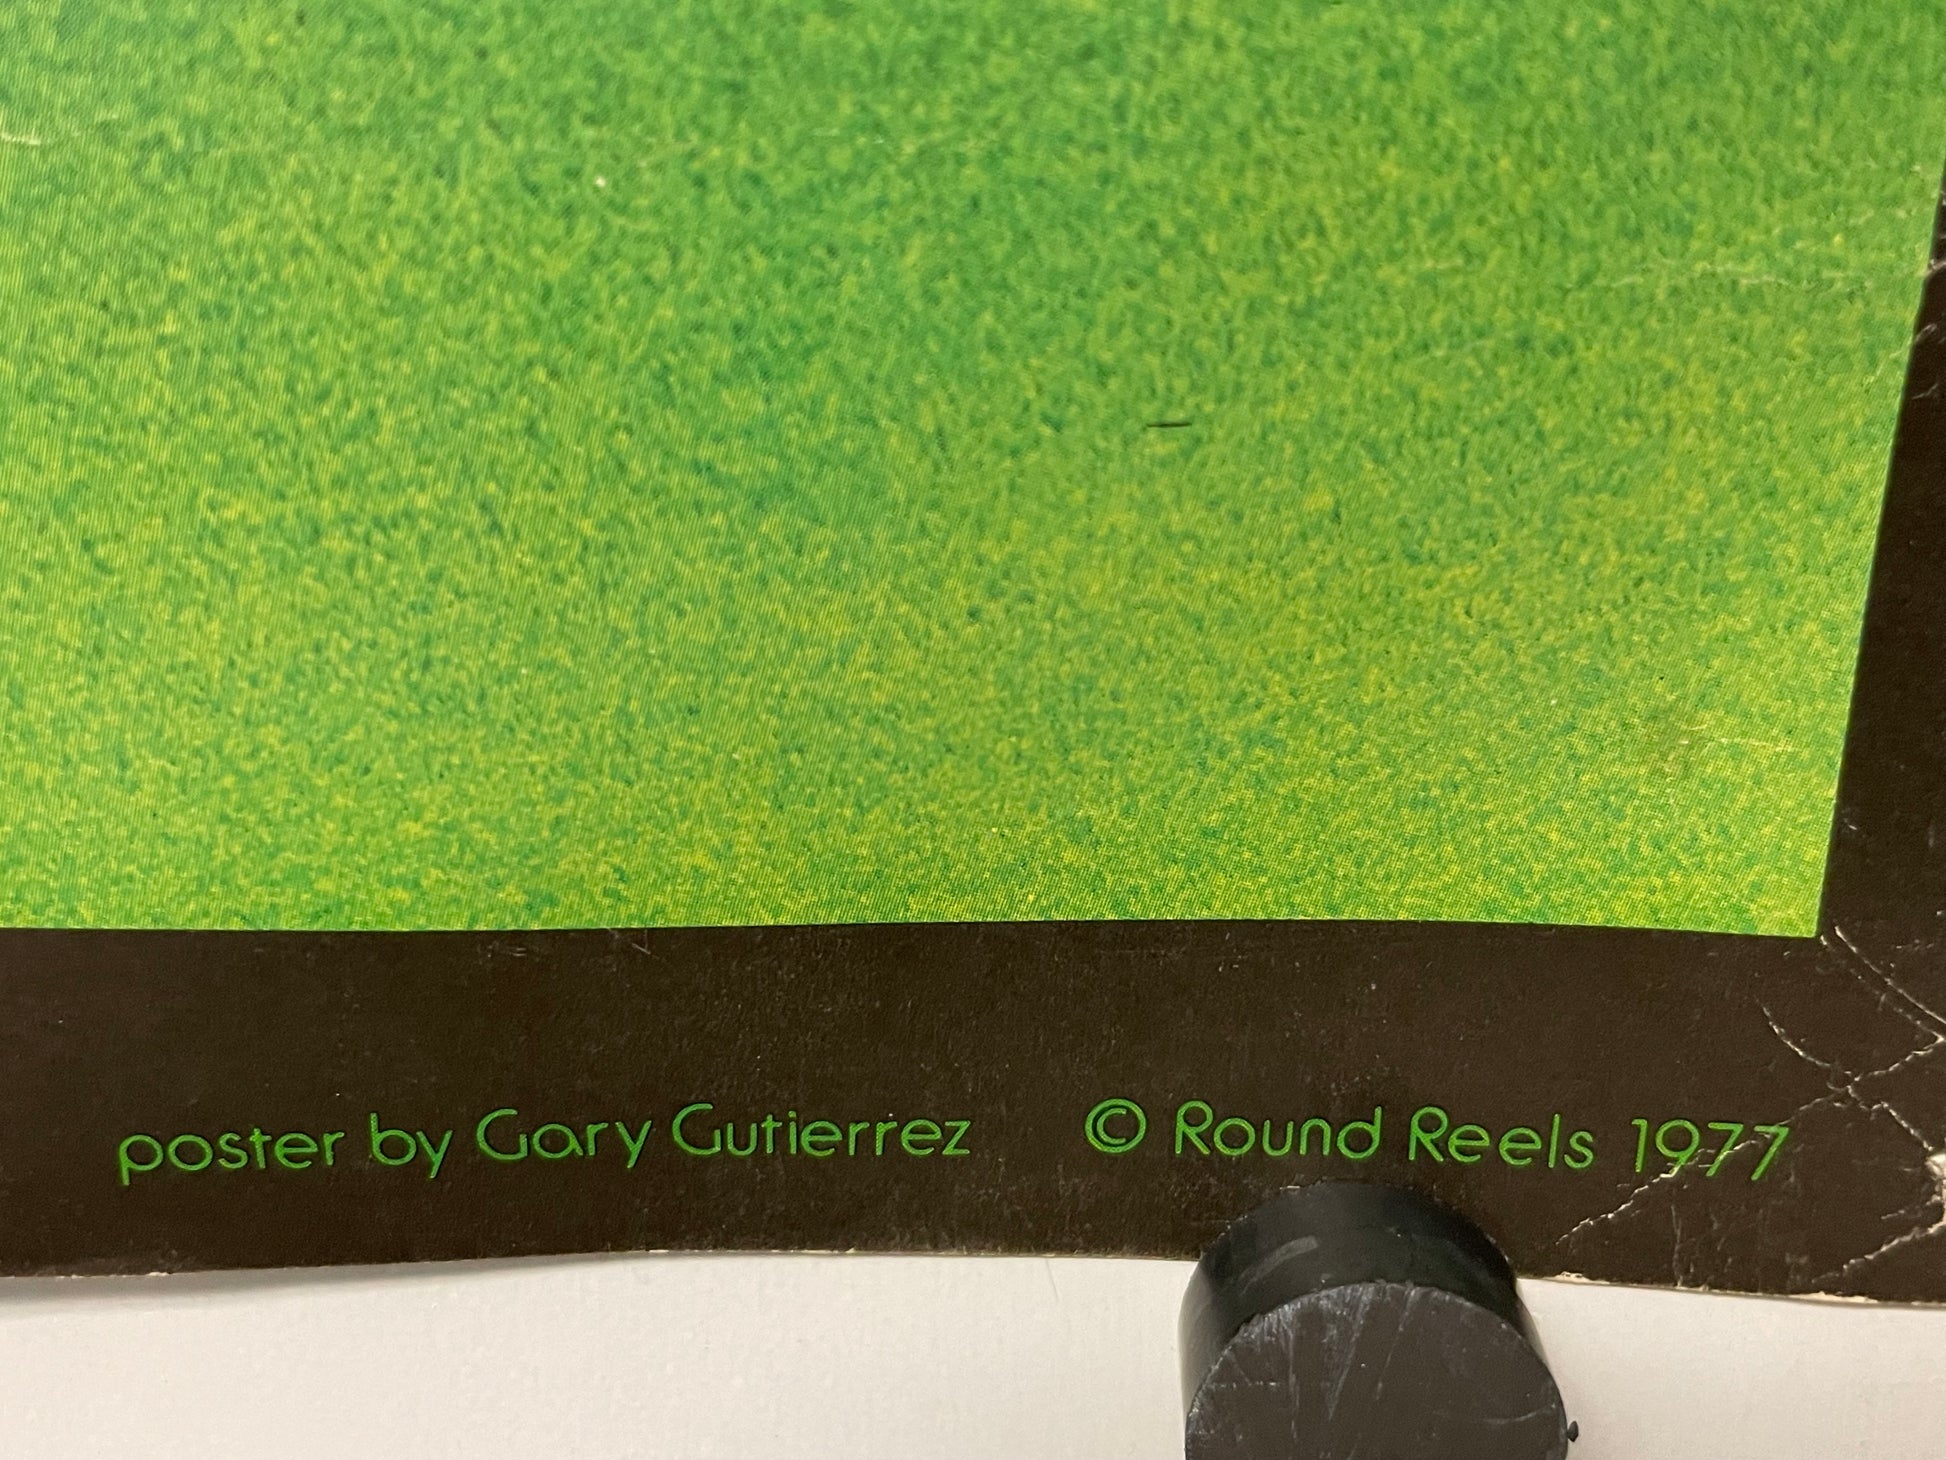 poster by Gary Gutierrez © Round Reels 1977